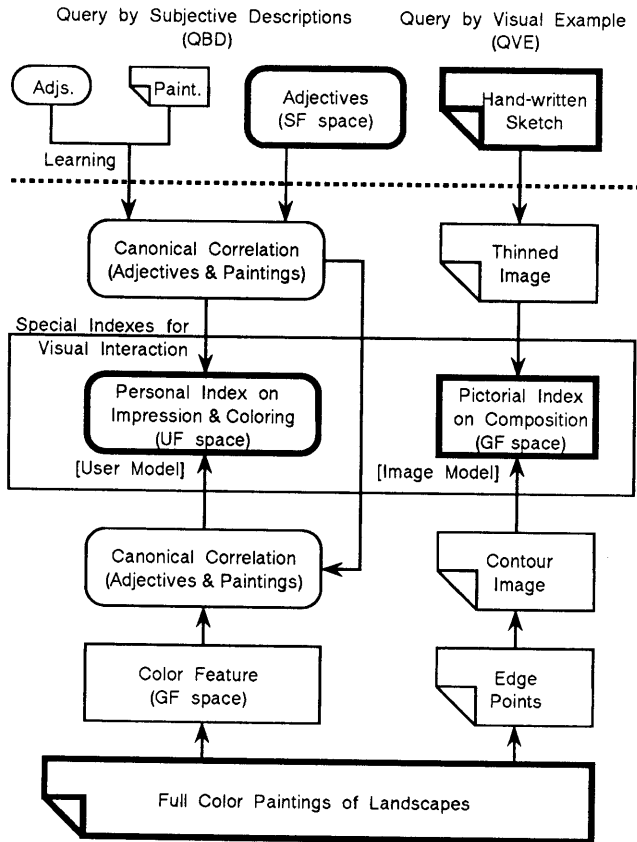 Query by Subjective Descriptions
(QBD)
Query by Visual Example
(QVE)
Adjs.
Paint.
Adjectives
(SF space)
Hand-written
Sketch
Learning
Canonical Correlation
(Adjectives & Paintings)
Thinned
Image
Special Indexes for
Visual Interaction
Personal Index on
Impression & Coloring
(UF space)
Pictorial Index
on Composition
(GF space)
[User Model]
[Image Model]
Canonical Correlation
(Adjectives & Paintings)
Contour
Image
Color Feature
(GF space)
Edge
Points
Full Color Paintings of Landscapes